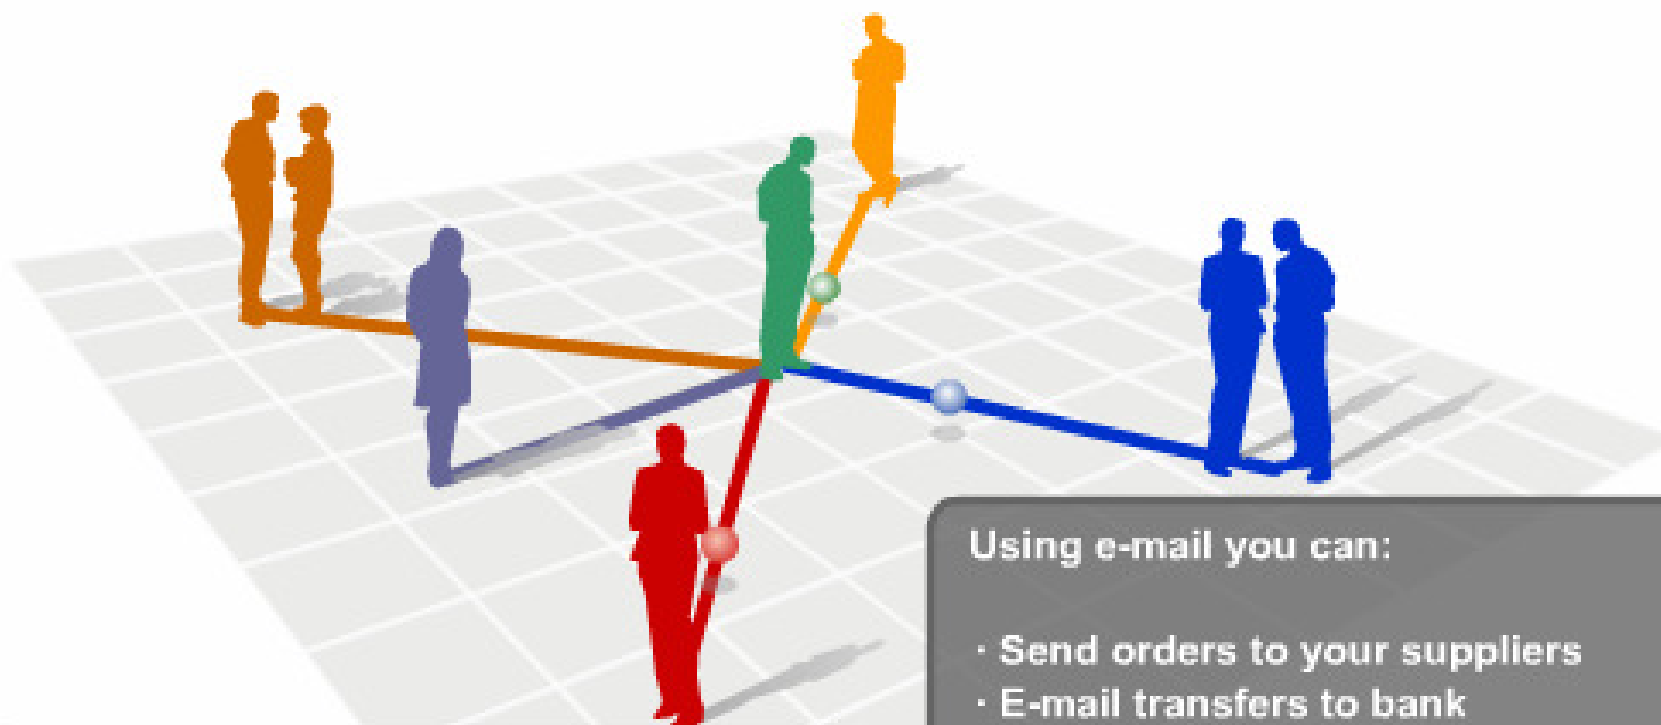 Using e-mail you can:
· Send orders to your suppliers
· E-mail transfers to bank